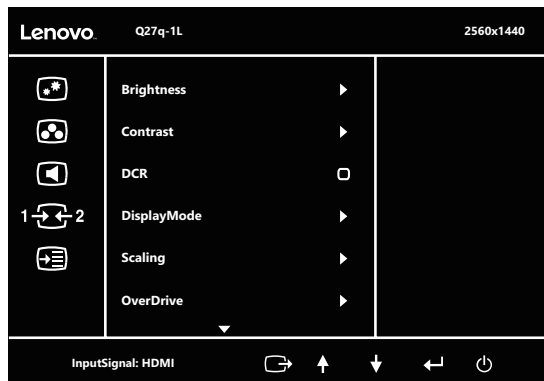 Lenovo. Q27q-1L 2560x1440
Brightness
Contrast
DCR
1 2 DisplayMode
Scaling
OverDrive
InputSignal: HDMI